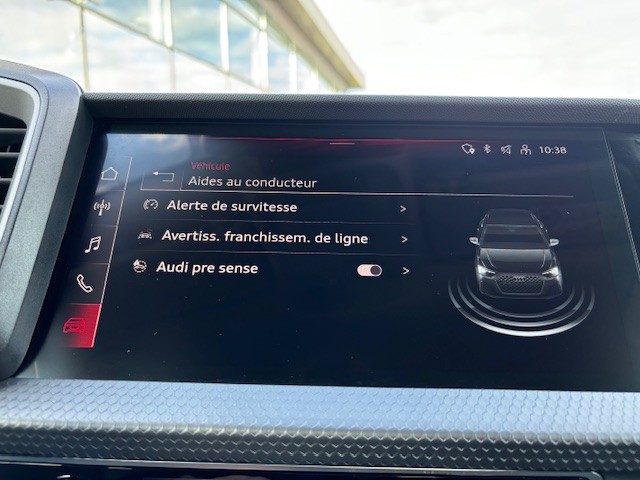 10:38
Véhicule
Aides au conducteur
Alerte de survitesse >
Avertiss. franchissem. de ligne >
Audi pre sense >